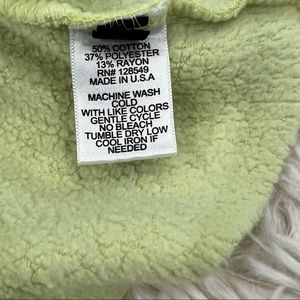 50% COTTON
37% POLYESTER
13% RAYON
RN# 128549
MADE IN U.S.A
MACHINE WASH
COLD
WITH LIKE COLORS
GENTLE CYCLE
NO BLEACH
TUMBLE DRY LOW
COOL IRON IF
NEEDED